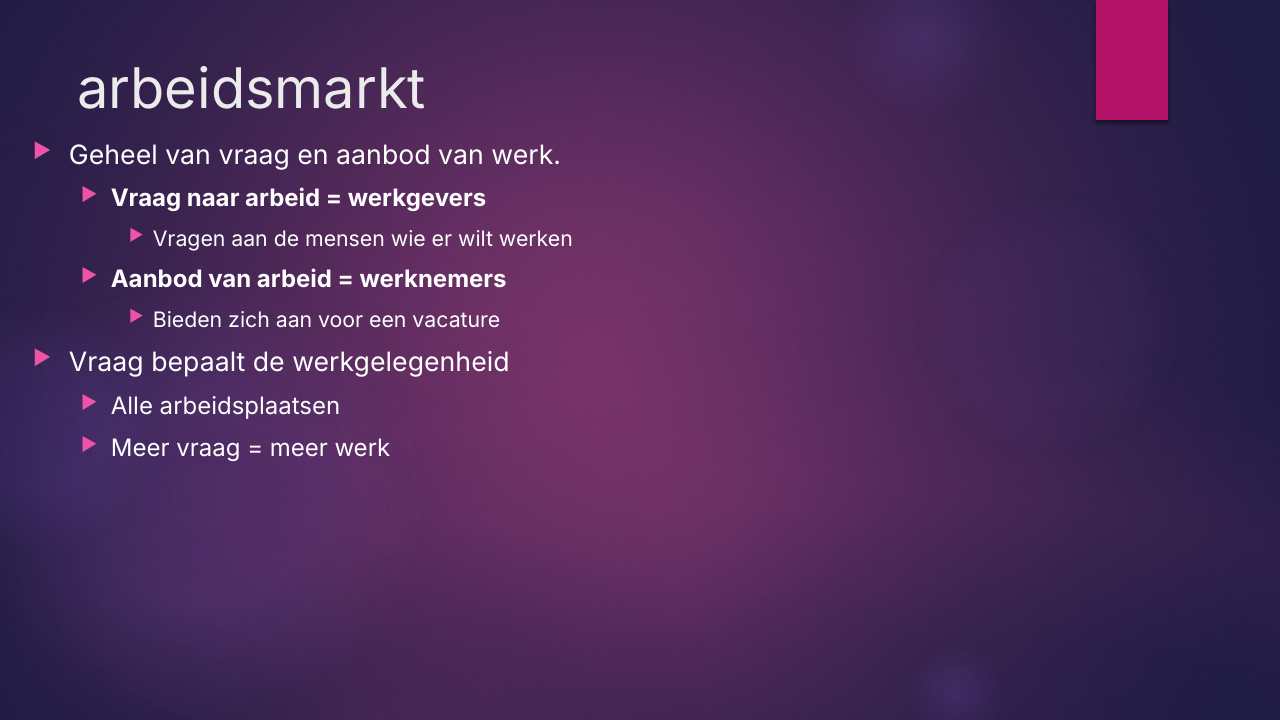 arbeidsmarkt
Geheel van vraag en aanbod van werk.
Vraag naar arbeid = werkgevers
Vragen aan de mensen wie er wilt werken
Aanbod van arbeid = werknemers
Bieden zich aan voor een vacature
Vraag bepaalt de werkgelegenheid
Alle arbeidsplaatsen
Meer vraag = meer werk